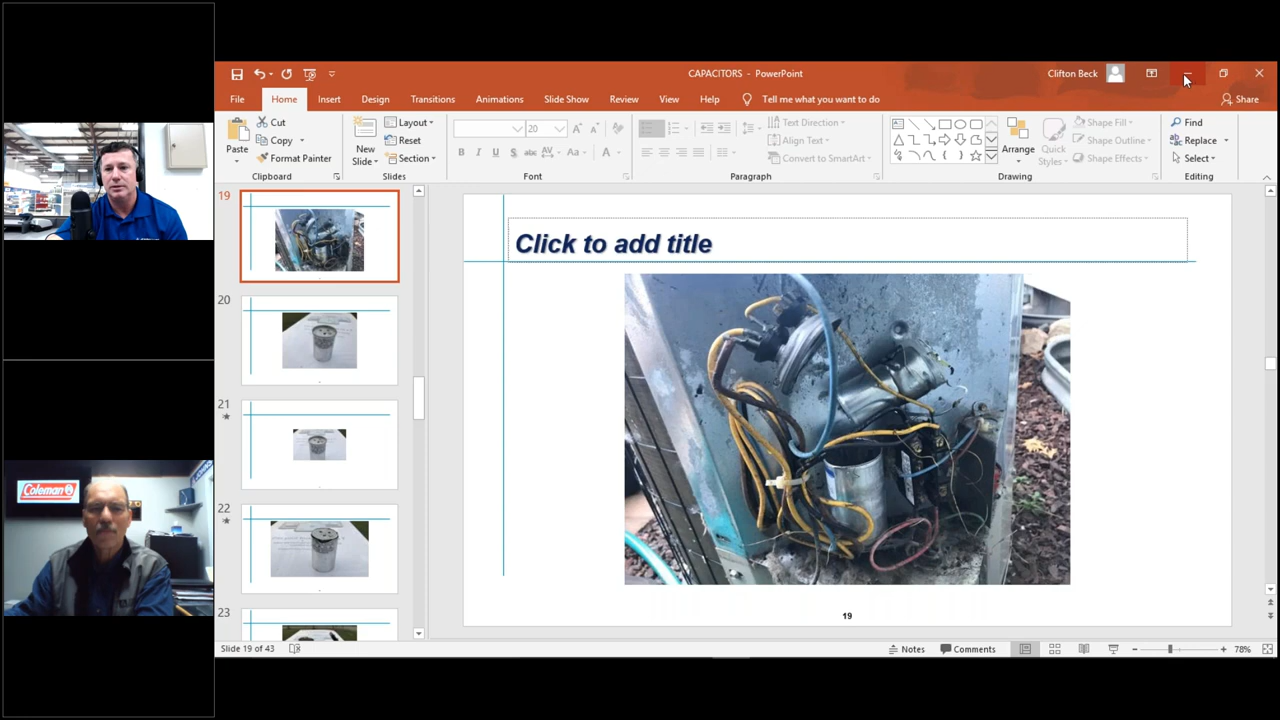 CAPACITORS - PowerPoint
Clifton Beck
File
Home
Insert
Design
Transitions
Animations
Slide Show
Review
View
Help
Tell me what you want to do
Share
Paste
Cut
Copy
Format Painter
Clipboard
New
Slide
Layout
Reset
Section
Slides
20
B I U S abc AV Aa A
Font
Text Direction
Align Text
Convert to SmartArt
Paragraph
Arrange
Quick
Styles
Shape Fill
Shape Outline
Shape Effects
Drawing
Find
Replace
Select
Editing
19
20
21
22
23
Click to add title
19
Coleman
Slide 19 of 43
Notes
Comments
78%